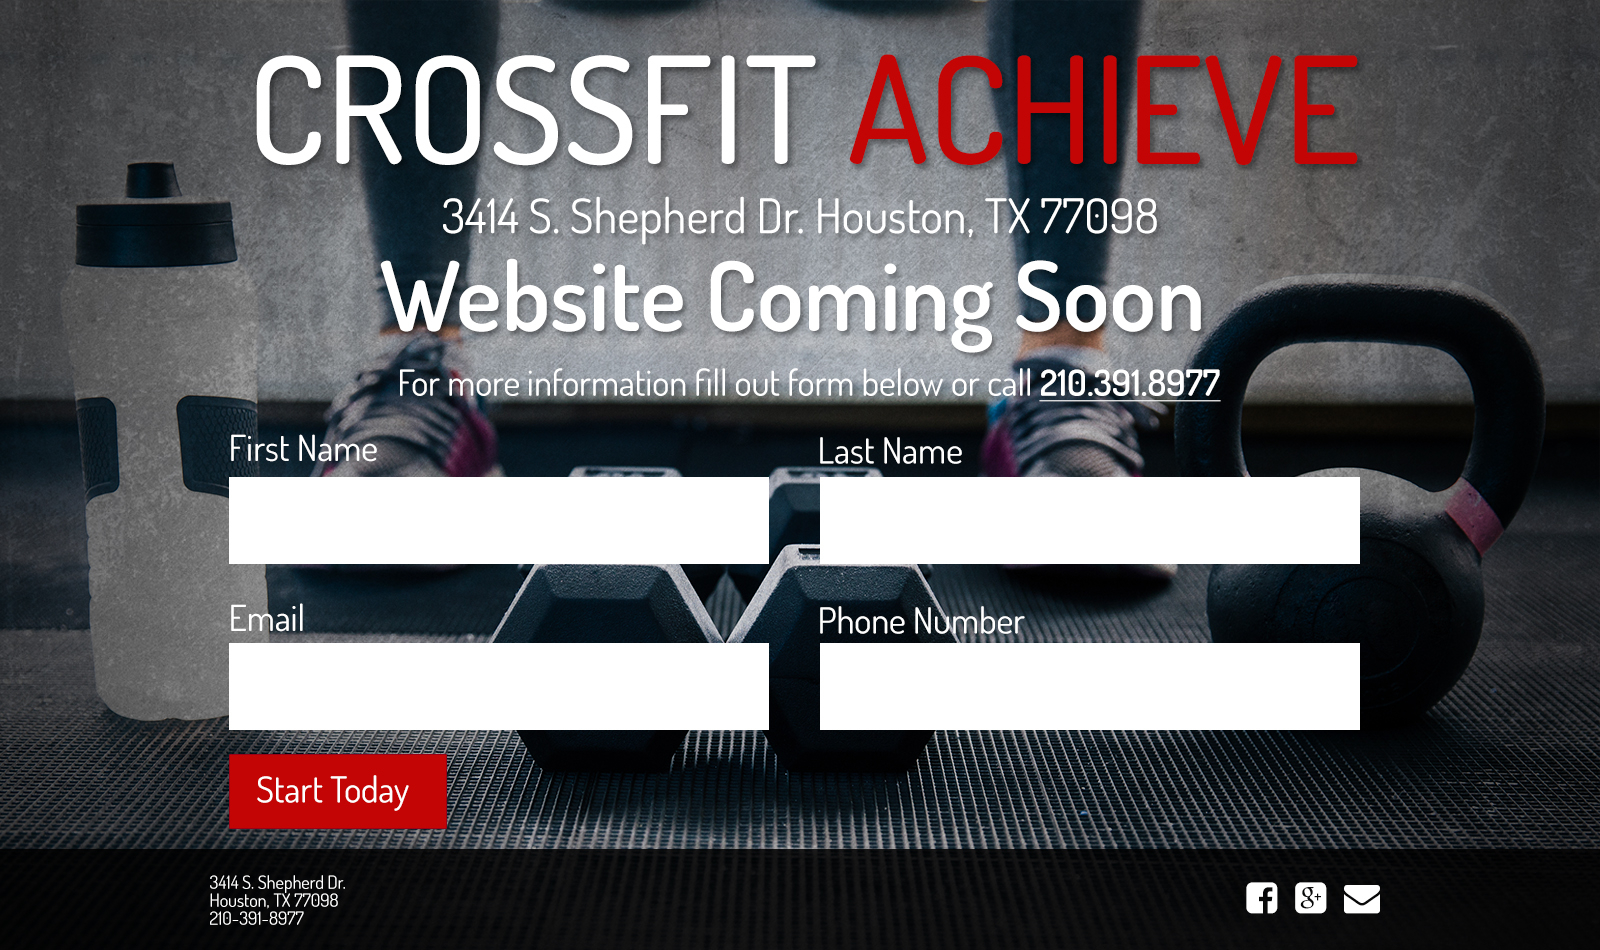 CROSSFIT ACHIEVE
3414 S. Shepherd Dr. Houston, TX 77098
Website Coming Soon
For more information fill out form below or call 210.391.8977
First Name
Last Name
Email
Phone Number
Start Today
3414 S. Shepherd Dr.
Houston, TX 77098
210-391-8977
g+